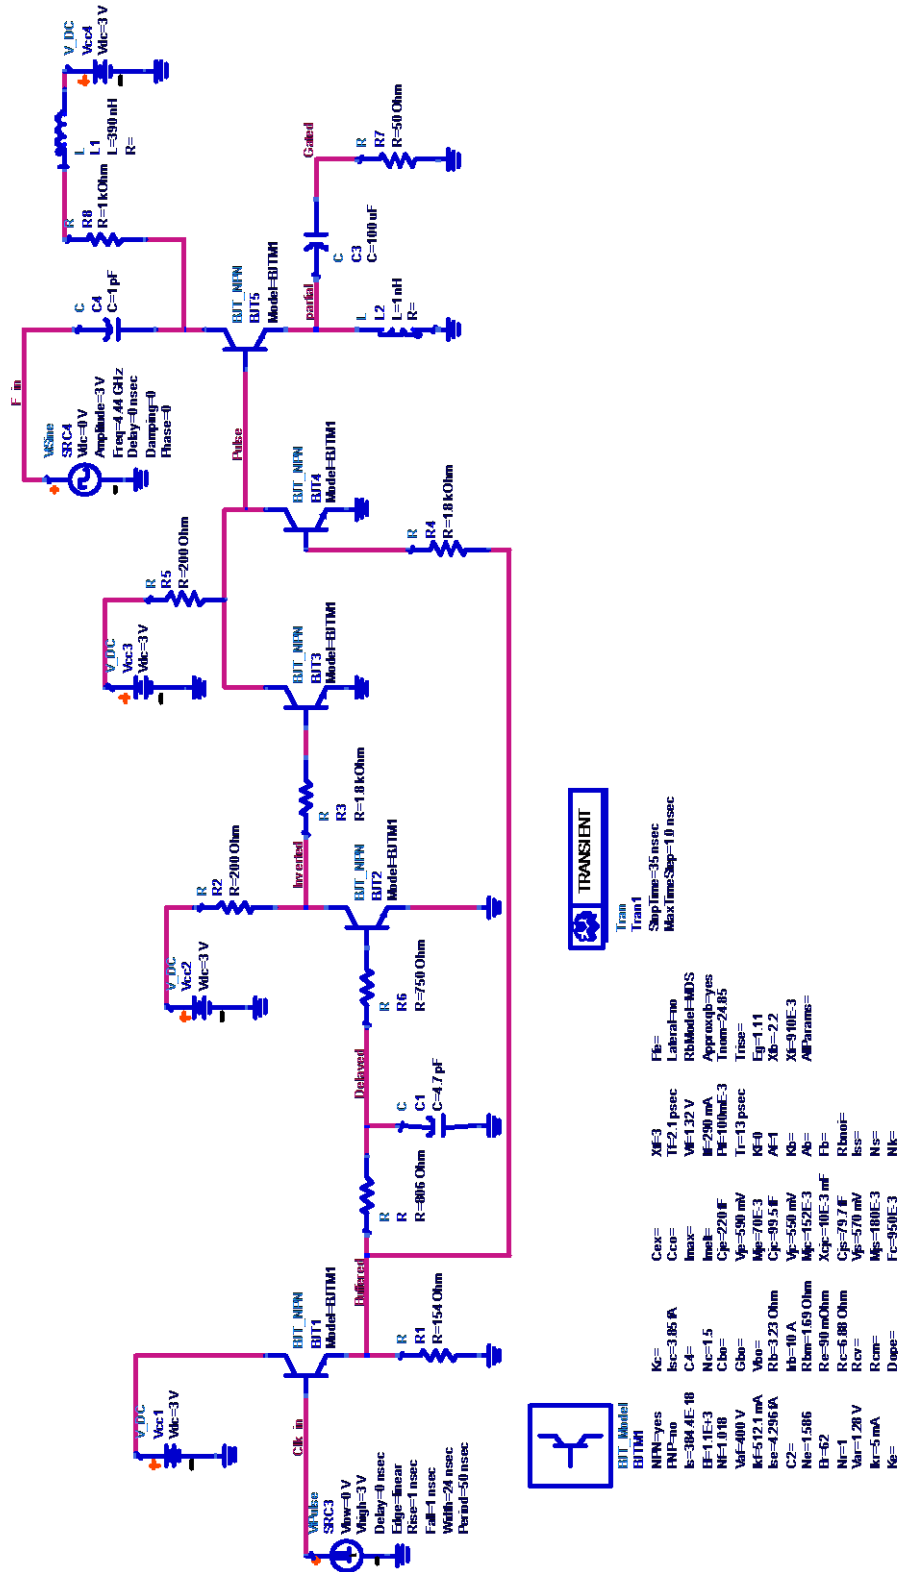 V_DC
Vcc4
Vdc=3 V
L
L1
L=390 nH
R=
R
R8
R=1 kOhm
F_in
C
C4
C=1 pF
VtSine
SRC4
Vdc=0 V
Amplitude=3 V
Freq=4.44 GHz
Delay=0 nsec
Damping=0
Phase=0
BJT_NPN
BJT5
Model=BJTM1
Pulse
partial
L
L2
L=1 nH
R=
C
C3
C=100 uF
Gated
R
R7
R=50 Ohm
V_DC
Vcc3
Vdc=3 V
R
R5
R=200 Ohm
BJT_NPN
BJT4
Model=BJTM1
R
R4
R=1.8 kOhm
BJT_NPN
BJT3
Model=BJTM1
R
R3
R=1.8 kOhm
Inverted
V_DC
Vcc2
Vdc=3 V
R
R2
R=200 Ohm
BJT_NPN
BJT2
Model=BJTM1
R
R6
R=750 Ohm
Delayed
C
C1
C=4.7 pF
R
R
R=806 Ohm
Buffered
V_DC
Vcc1
Vdc=3 V
BJT_NPN
BJT1
Model=BJTM1
R
R1
R=154 Ohm
Clk_in
VtPulse
SRC3
Vlow=0 V
Vhigh=3 V
Delay=0 nsec
Edge=linear
Rise=1 nsec
Fall=1 nsec
Width=24 nsec
Period=50 nsec
TRANSIENT
Tran
Tran1
StopTime=35 nsec
MaxTimeStep=1.0 nsec
BJT_Model
BJTM1
NPN=yes
PNP=no
Is=384.4E-18
Bf=1.1E+3
Nf=1.018
Vaf=400 V
Ikf=512.1 mA
Ise=4.296 fA
C2=
Ne=1.586
Br=62
Nr=1
Var=1.28 V
Ikr=5 mA
Ke=
Kc=
Isc=3.85 fA
C4=
Nc=1.5
Cbo=
Gbo=
Vbo=
Rb=3.23 Ohm
Irb=10 A
Rbm=1.69 Ohm
Re=90 mOhm
Rc=6.88 Ohm
Rcv=
Rcm=
Dope=
Cex=
Cco=
Imax=
Imelt=
Cje=220 fF
Vje=590 mV
Mje=70E-3
Cjc=99.5 fF
Vjc=550 mV
Mjc=152E-3
Xcjc=10E-3 mF
Cjs=79.7 fF
Vjs=570 mV
Mjs=180E-3
Fc=950E-3
Xtf=3
Tf=2.1 psec
Vtf=1.32 V
Itf=290 mA
Ptf=100mE-3
Tr=13 psec
Kf=0
Af=1
Kb=
Ab=
Fb=
Rbnoi=
Iss=
Ns=
Nk=
Ffe=
Lateral=no
RbModel=MDS
Approxqb=yes
Tnom=24.85
Trise=
Eg=1.11
Xtb=-2.2
Xti=910E-3
AllParams=